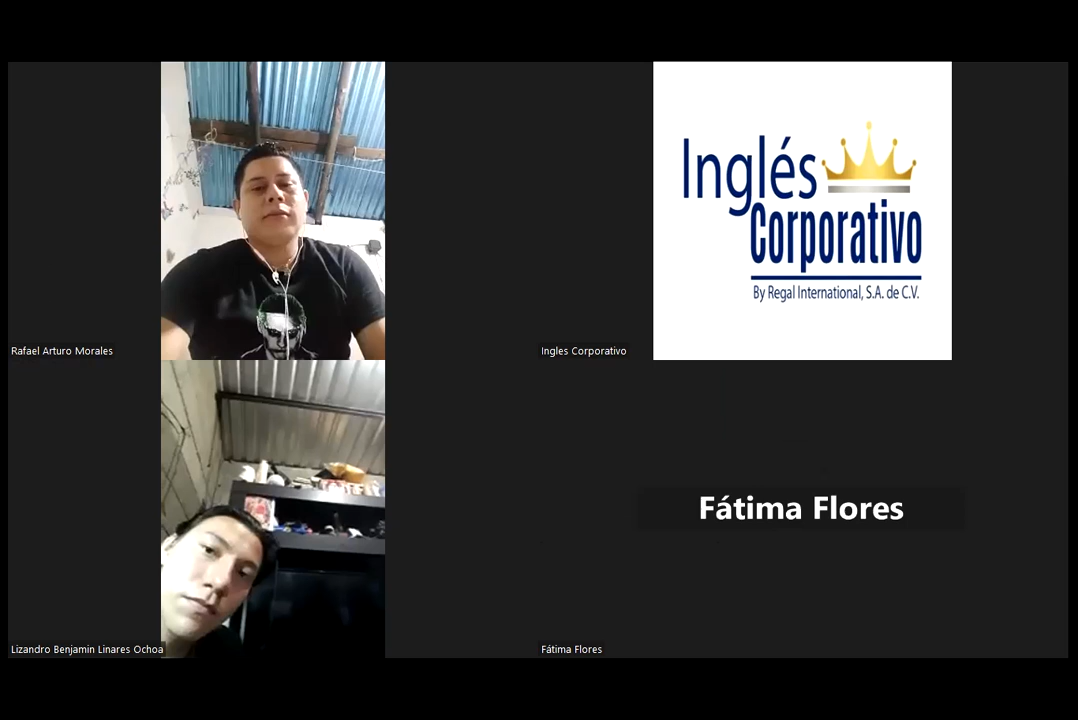 Inglés
Corporativo
By Regal International, S.A. de C.V.
Rafael Arturo Morales
Ingles Corporativo
Fátima Flores
Lizandro Benjamin Linares Ochoa
Fátima Flores